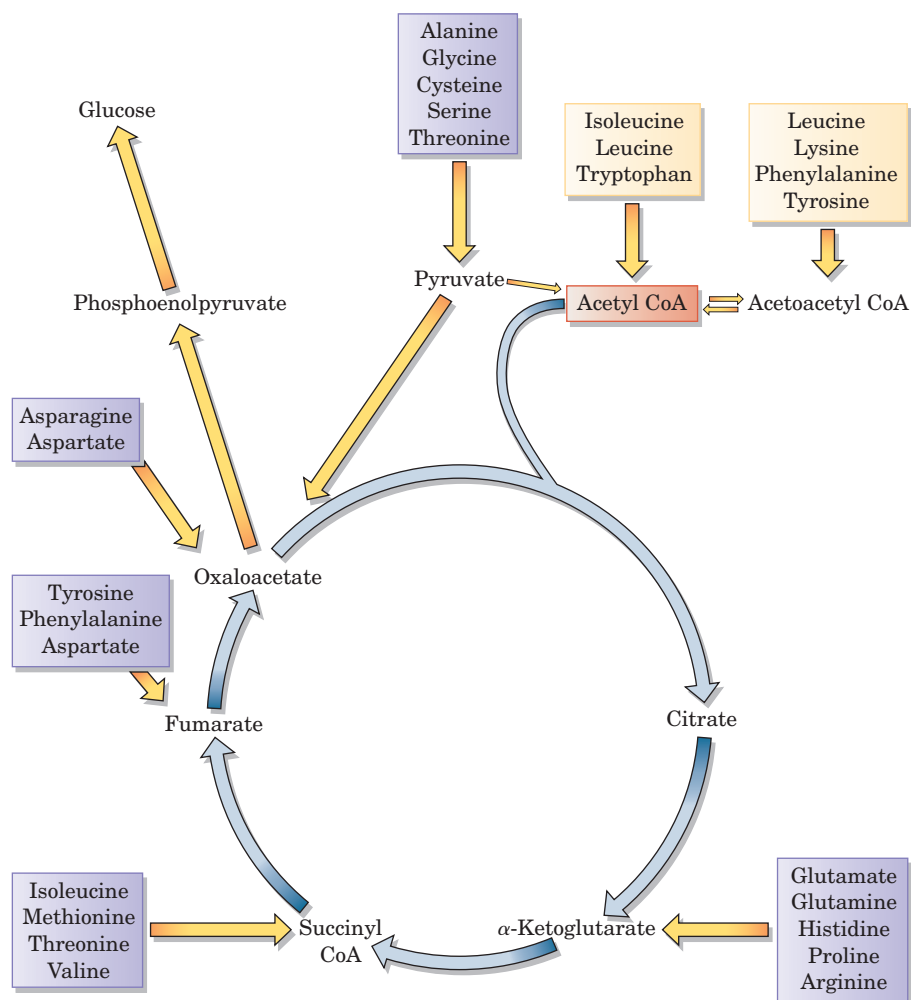 Alanine
Glycine
Cysteine
Serine
Threonine
Glucose
Isoleucine
Leucine
Tryptophan
Leucine
Lysine
Phenylalanine
Tyrosine
Pyruvate
Phosphoenolpyruvate
Acetyl CoA
Acetoacetyl CoA
Asparagine
Aspartate
Oxaloacetate
Tyrosine
Phenylalanine
Aspartate
Fumarate
Citrate
Isoleucine
Methionine
Threonine
Valine
Succinyl
CoA
α-Ketoglutarate
Glutamate
Glutamine
Histidine
Proline
Arginine